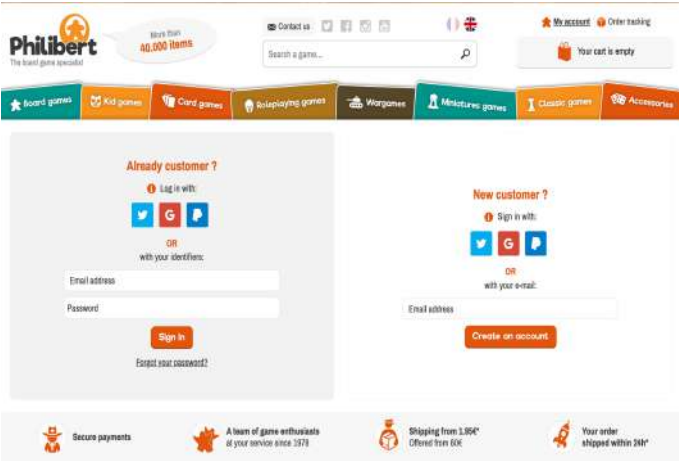 Philibert
The board game specialist
More than
40.000 items
Contact us
My account
Order tracking
Search a game...
Your cart is empty
Board games
Kid games
Card games
Roleplaying games
Wargames
Miniatures games
Classic games
Accessories
Already customer ?
Log in with:
OR
with your identifiers:
Email address
Password
Sign in
Forgot your password?
New customer ?
Sign in with:
OR
with your e-mail:
Email address
Create an account
Secure payments
A team of game enthusiasts
at your service since 1978
Shipping from 1.95€*
Offered from 60€
Your order
shipped within 24h*